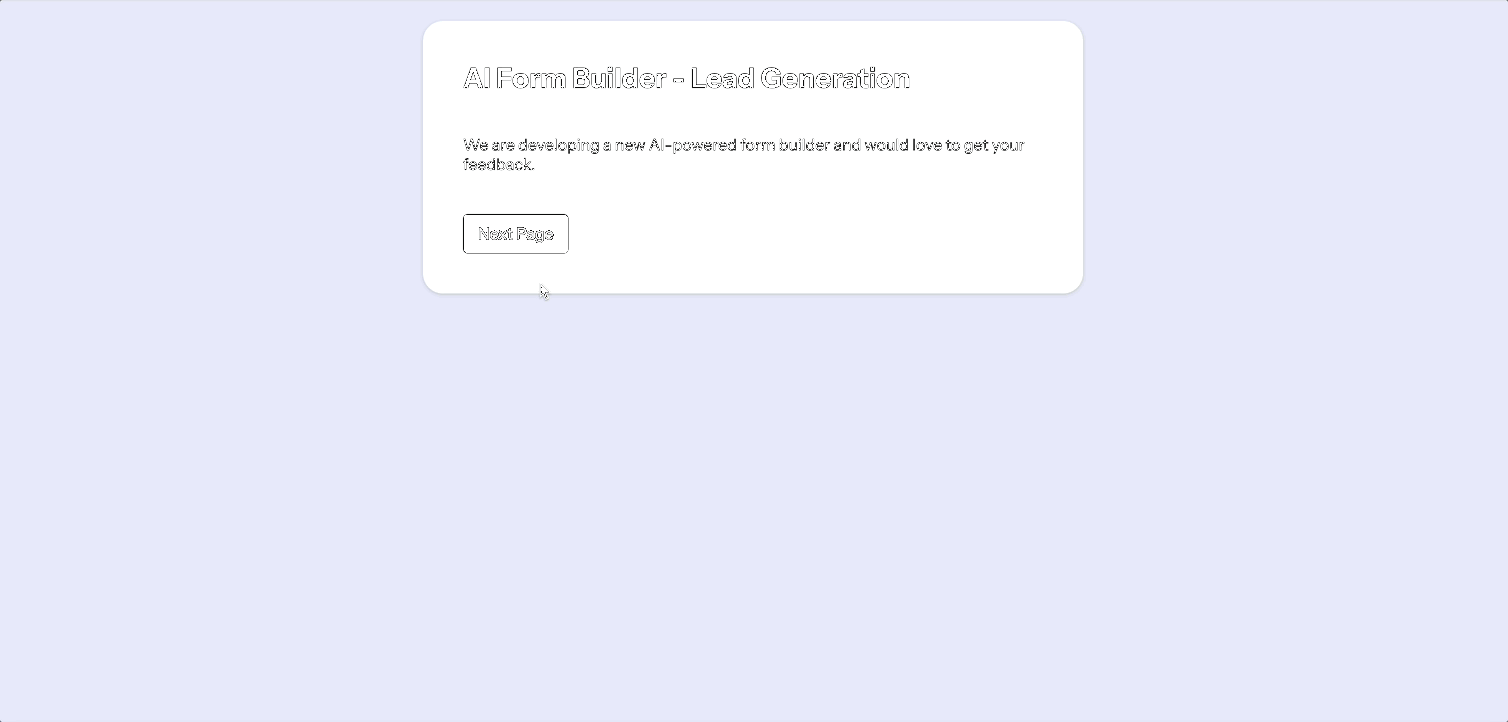 AI Form Builder - Lead Generation
We are developing a new AI-powered form builder and would love to get your
feedback.
Next Page